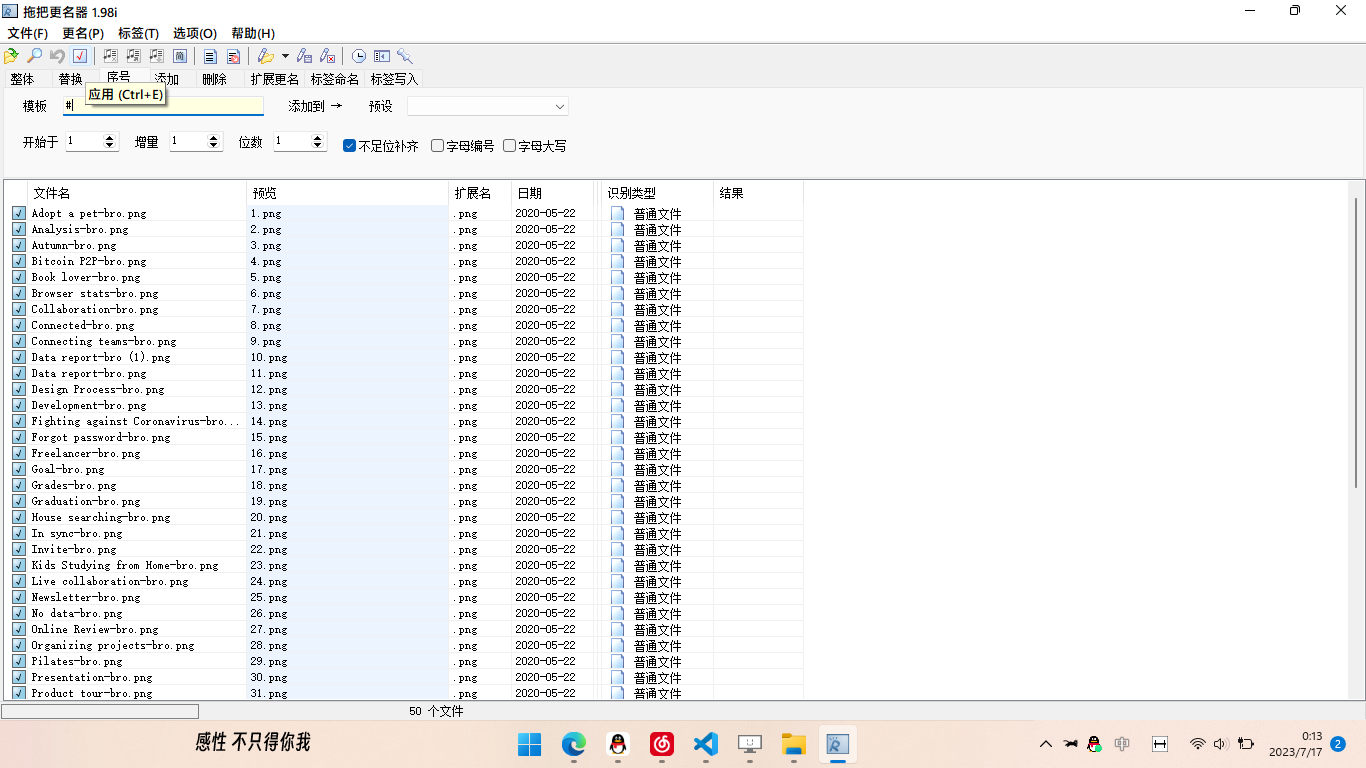 拖把更名器 1.98i
文件(F) 更名(P) 标签(T) 选项(O) 帮助(H)
整体 替换 序号 添加 删除 扩展更名 标签命名 标签写入
应用 (Ctrl+E)
模板 # 添加到 → 预设
开始于 1 增量 1 位数 1 不足位补齐 字母编号 字母大写
文件名 预览 扩展名 日期 识别类型 结果
Adopt a pet-bro.png 1.png .png 2020-05-22 普通文件
Analysis-bro.png 2.png .png 2020-05-22 普通文件
Autumn-bro.png 3.png .png 2020-05-22 普通文件
Bitcoin P2P-bro.png 4.png .png 2020-05-22 普通文件
Book lover-bro.png 5.png .png 2020-05-22 普通文件
Browser stats-bro.png 6.png .png 2020-05-22 普通文件
Collaboration-bro.png 7.png .png 2020-05-22 普通文件
Connected-bro.png 8.png .png 2020-05-22 普通文件
Connecting teams-bro.png 9.png .png 2020-05-22 普通文件
Data report-bro (1).png 10.png .png 2020-05-22 普通文件
Data report-bro.png 11.png .png 2020-05-22 普通文件
Design Process-bro.png 12.png .png 2020-05-22 普通文件
Development-bro.png 13.png .png 2020-05-22 普通文件
Fighting against Coronavirus-bro... 14.png .png 2020-05-22 普通文件
Forgot password-bro.png 15.png .png 2020-05-22 普通文件
Freelancer-bro.png 16.png .png 2020-05-22 普通文件
Goal-bro.png 17.png .png 2020-05-22 普通文件
Grades-bro.png 18.png .png 2020-05-22 普通文件
Graduation-bro.png 19.png .png 2020-05-22 普通文件
House searching-bro.png 20.png .png 2020-05-22 普通文件
In sync-bro.png 21.png .png 2020-05-22 普通文件
Invite-bro.png 22.png .png 2020-05-22 普通文件
Kids Studying from Home-bro.png 23.png .png 2020-05-22 普通文件
Live collaboration-bro.png 24.png .png 2020-05-22 普通文件
Newsletter-bro.png 25.png .png 2020-05-22 普通文件
No data-bro.png 26.png .png 2020-05-22 普通文件
Online Review-bro.png 27.png .png 2020-05-22 普通文件
Organizing projects-bro.png 28.png .png 2020-05-22 普通文件
Pilates-bro.png 29.png .png 2020-05-22 普通文件
Presentation-bro.png 30.png .png 2020-05-22 普通文件
Product tour-bro.png 31.png .png 2020-05-22 普通文件
50 个文件
感性 不只得你我
中
0:13
2023/7/17
2